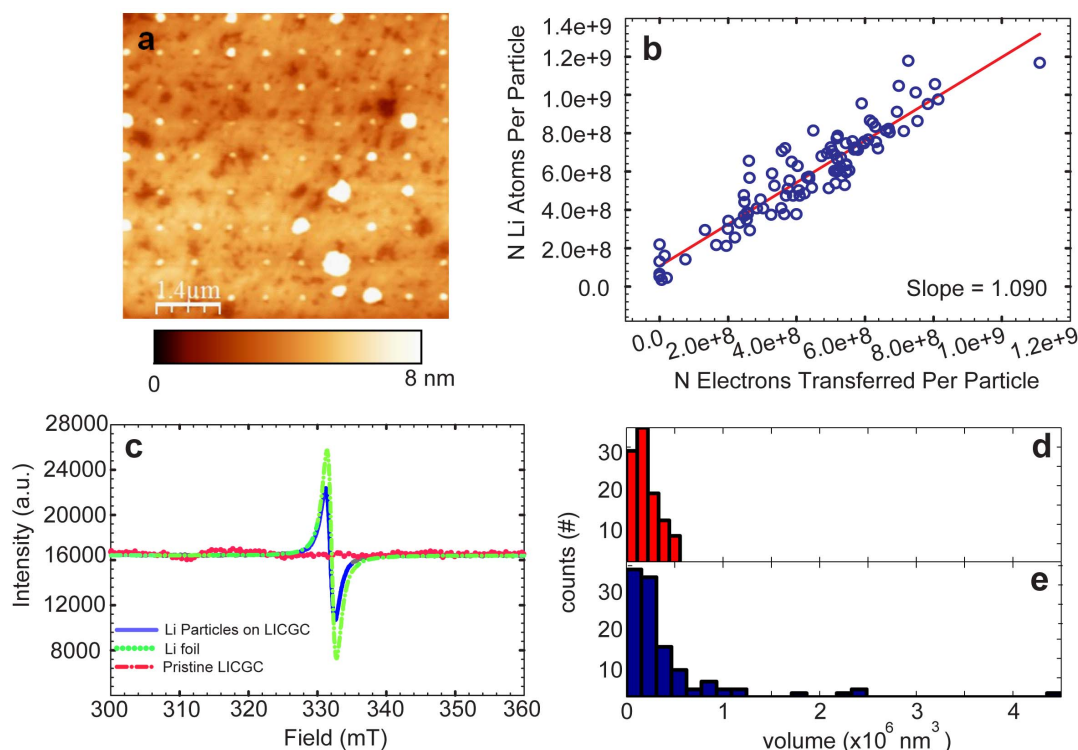 a
1.4μm
0
8 nm
b
N Li Atoms Per Particle
1.4e+9
1.2e+9
1.0e+9
8.0e+8
6.0e+8
4.0e+8
2.0e+8
0.0
Slope = 1.090
0.0 2.0e+8 4.0e+8 6.0e+8 8.0e+8 1.0e+9 1.2e+9
N Electrons Transferred Per Particle
c
Intensity (a.u.)
28000
24000
20000
16000
12000
8000
Li Particles on LICGC
Li foil
Pristine LICGC
300 310 320 330 340 350 360
Field (mT)
counts (#)
d
30
20
10
e
30
20
10
0 1 2 3 4
volume (x10⁶ nm³)